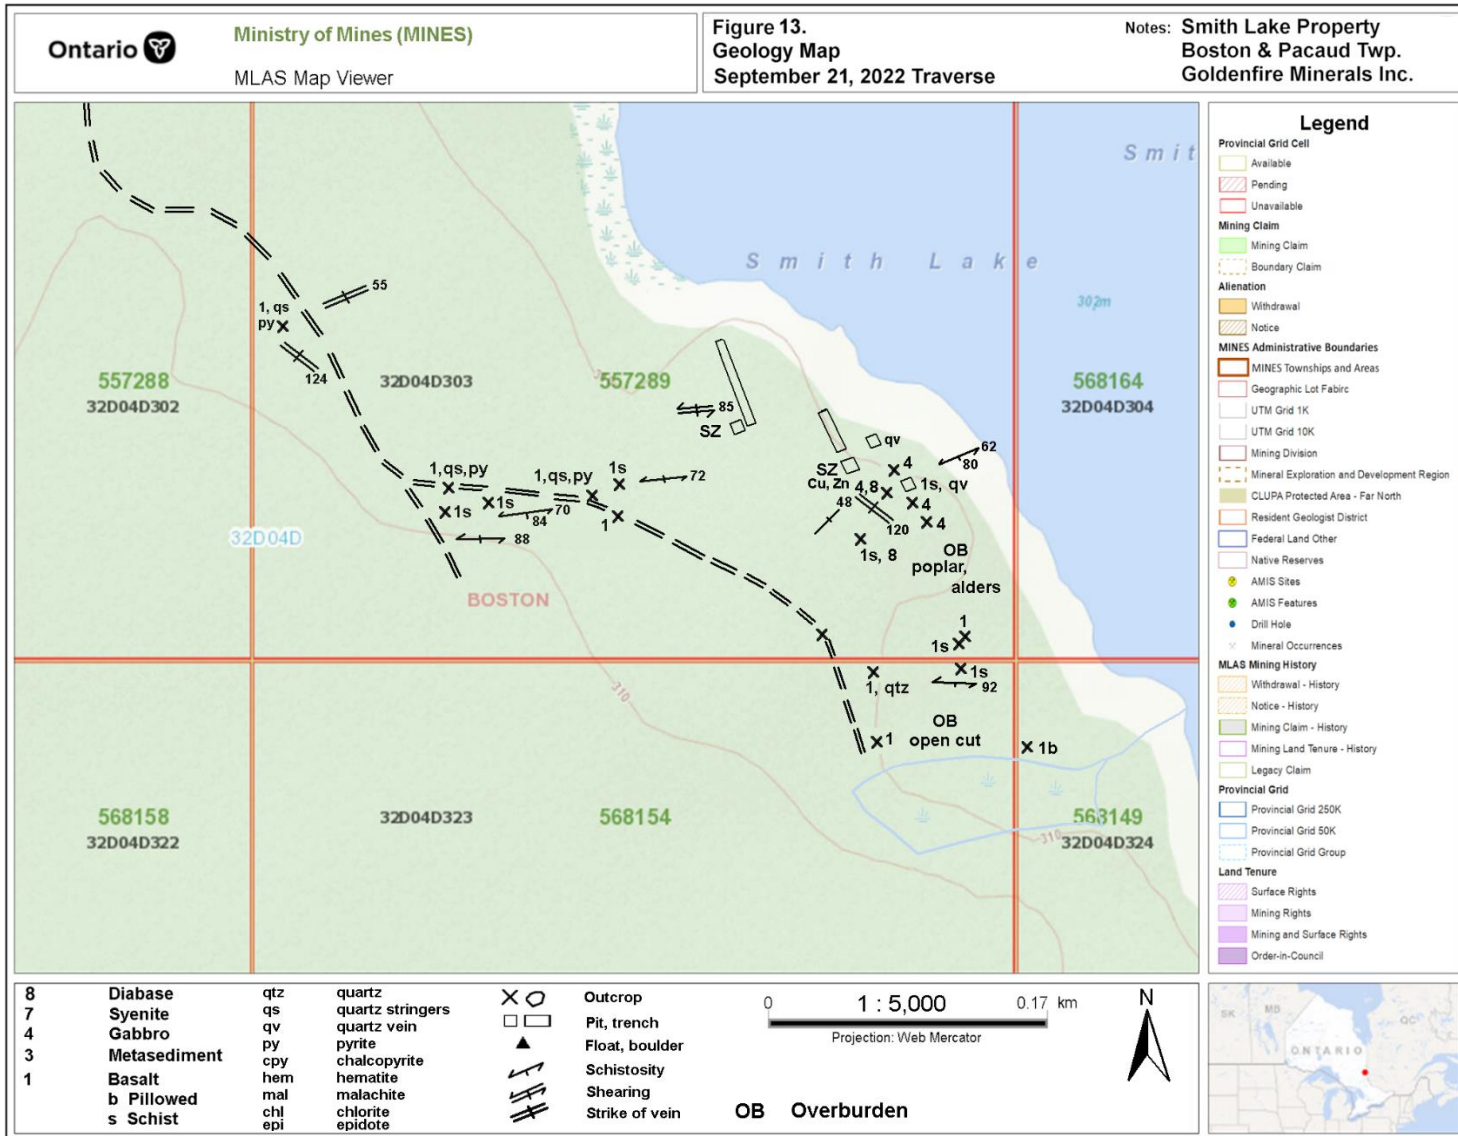 Ontario
Ministry of Mines (MINES)
MLAS Map Viewer
Figure 13.
Geology Map
September 21, 2022 Traverse
Notes: Smith Lake Property
Boston & Pacaud Twp.
Goldenfire Minerals Inc.
Smit
Smith Lake
302m
55
1, qs
py
124
557288
32D04D302
32D04D303
557289
568164
32D04D304
85
SZ
qv
62
80
4
SZ
Cu, Zn
1s, qv
4,8
48
4
4
120
1s, 8
1,qs,py
1,qs,py
1s
72
1s
1s
70
84
88
1
32D04D
OB
poplar,
alders
BOSTON
1
1s
1s
92
1, qtz
310
OB
open cut
1
1b
568158
32D04D322
32D04D323
568154
568149
310
32D04D324
Legend
Provincial Grid Cell
Available
Pending
Unavailable
Mining Claim
Mining Claim
Boundary Claim
Alienation
Withdrawal
Notice
MINES Administrative Boundaries
MINES Townships and Areas
Geographic Lot Fabirc
UTM Grid 1K
UTM Grid 10K
Mining Division
Mineral Exploration and Development Region
CLUPA Protected Area - Far North
Resident Geologist District
Federal Land Other
Native Reserves
AMIS Sites
AMIS Features
Drill Hole
Mineral Occurrences
MLAS Mining History
Withdrawal - History
Notice - History
Mining Claim - History
Mining Land Tenure - History
Legacy Claim
Provincial Grid
Provincial Grid 250K
Provincial Grid 50K
Provincial Grid Group
Land Tenure
Surface Rights
Mining Rights
Mining and Surface Rights
Order-in-Council
8 Diabase
7 Syenite
4 Gabbro
3 Metasediment
1 Basalt
b Pillowed
s Schist
qtz quartz
qs quartz stringers
qv quartz vein
py pyrite
cpy chalcopyrite
hem hematite
mal malachite
chl chlorite
epi epidote
Outcrop
Pit, trench
Float, boulder
Schistosity
Shearing
Strike of vein
0 1 : 5,000 0.17 km
Projection: Web Mercator
OB Overburden
N
SK
MB
ONTARIO
QC